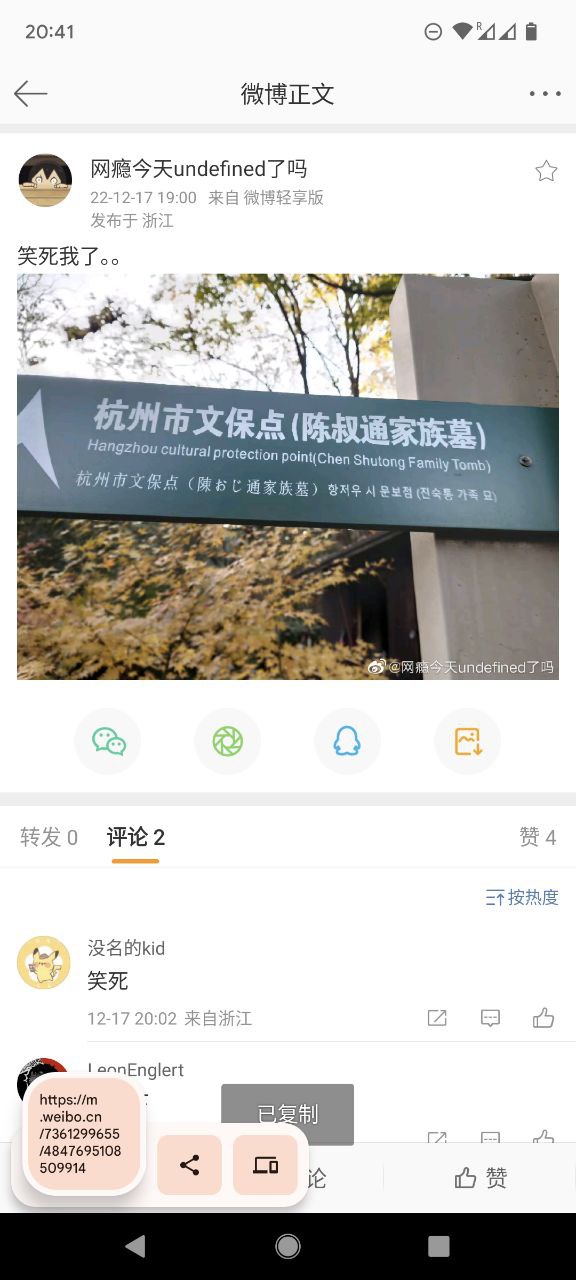 20:41
R
微博正文
网瘾今天undefined了吗
22-12-17 19:00 来自 微博轻享版
发布于 浙江
笑死我了。。
杭州市文保点(陈叔通家族墓)
Hangzhou cultural protection point(Chen Shutong Family Tomb)
杭州市文保点（陳おじ通家族墓）항저우 시 문보점 (진숙통 가족 묘)
@网瘾今天undefined了吗
转发 0 评论 2 赞 4
按热度
没名的kid
笑死
12-17 20:02 来自浙江
LeonEnglert
已复制
https://m
.weibo.cn
/7361299655
/4847695108
509914
论 赞